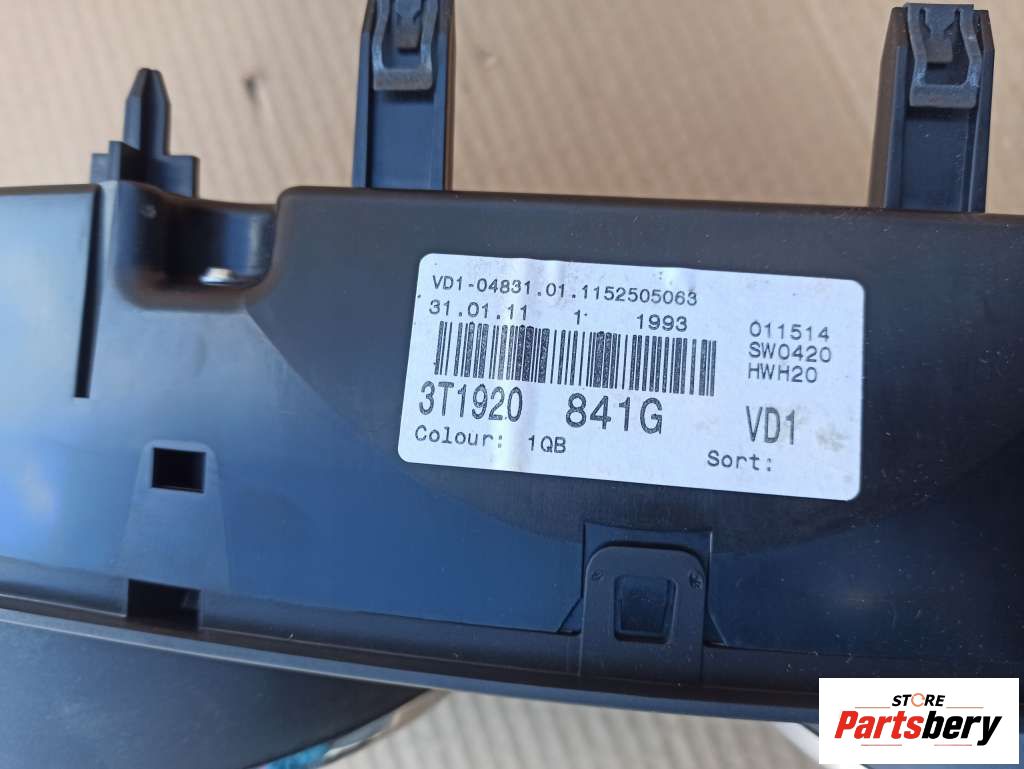 VD1-04831.01.1152505063
31.01.11 1 1993
011514
SW0420
HWH20
3T1920 841G VD1
Colour: 1QB
Sort:
STORE
Partsbery